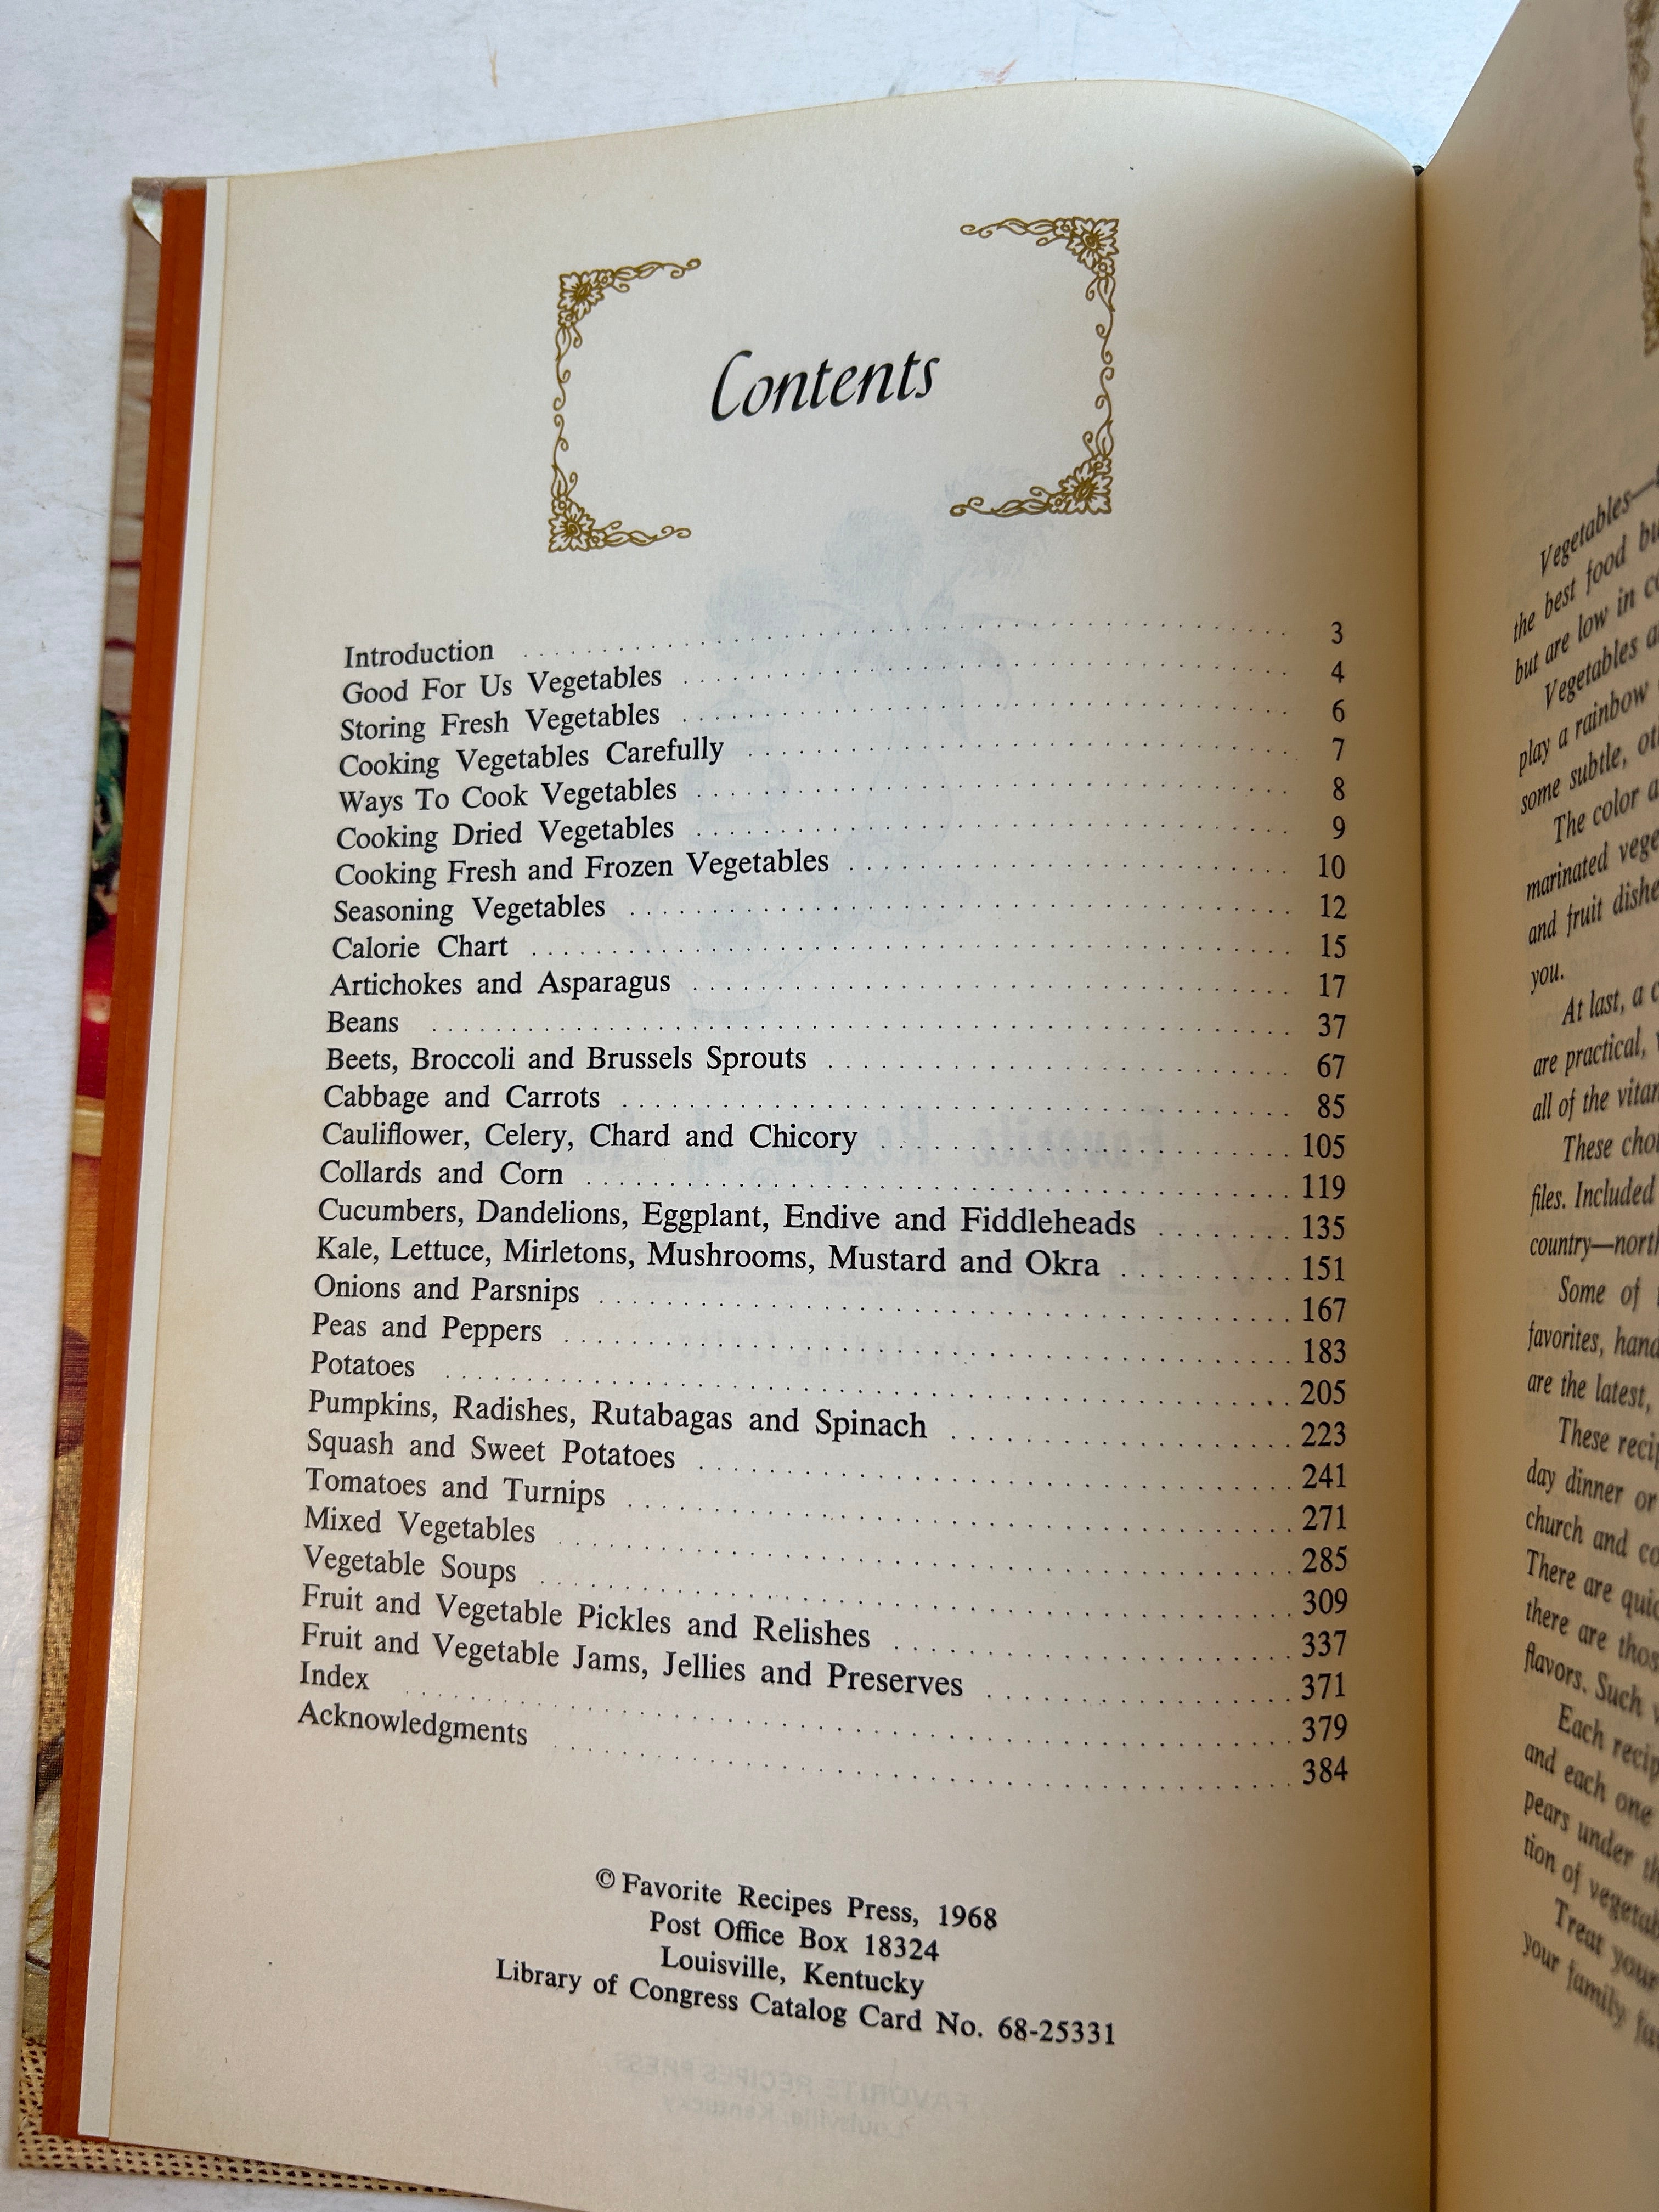 Contents
Introduction . . . . . . . . . . 3
Good For Us Vegetables . . . . . . . . . . 4
Storing Fresh Vegetables . . . . . . . . . . 6
Cooking Vegetables Carefully . . . . . . . . . . 7
Ways To Cook Vegetables . . . . . . . . . . 8
Cooking Dried Vegetables . . . . . . . . . . 9
Cooking Fresh and Frozen Vegetables . . . . . . . . . . 10
Seasoning Vegetables . . . . . . . . . . 12
Calorie Chart . . . . . . . . . . 15
Artichokes and Asparagus . . . . . . . . . . 17
Beans . . . . . . . . . . 37
Beets, Broccoli and Brussels Sprouts . . . . . . . . . . 67
Cabbage and Carrots . . . . . . . . . . 85
Cauliflower, Celery, Chard and Chicory . . . . . . . . . . 105
Collards and Corn . . . . . . . . . . 119
Cucumbers, Dandelions, Eggplant, Endive and Fiddleheads . . . . . . . . . . 135
Kale, Lettuce, Mirletons, Mushrooms, Mustard and Okra . . . . . . . . . . 151
Onions and Parsnips . . . . . . . . . . 167
Peas and Peppers . . . . . . . . . . 183
Potatoes . . . . . . . . . . 205
Pumpkins, Radishes, Rutabagas and Spinach . . . . . . . . . . 223
Squash and Sweet Potatoes . . . . . . . . . . 241
Tomatoes and Turnips . . . . . . . . . . 271
Mixed Vegetables . . . . . . . . . . 285
Vegetable Soups . . . . . . . . . . 309
Fruit and Vegetable Pickles and Relishes . . . . . . . . . . 337
Fruit and Vegetable Jams, Jellies and Preserves . . . . . . . . . . 371
Index . . . . . . . . . . 379
Acknowledgments . . . . . . . . . . 384
© Favorite Recipes Press, 1968
Post Office Box 18324
Louisville, Kentucky
Library of Congress Catalog Card No. 68-25331
Vegetables—
the best food
but are low in
Vegetables
play a rainbow
some subtle,
The color
marinated
and fruit
you.
At last, a
are practical,
all of the
These
files. Included
country—
Some of
favorites,
are the latest,
These
day dinner or
church and
There are
there are
flavors. Such
Each
and each one
pears under
tion of
Treat your
your family